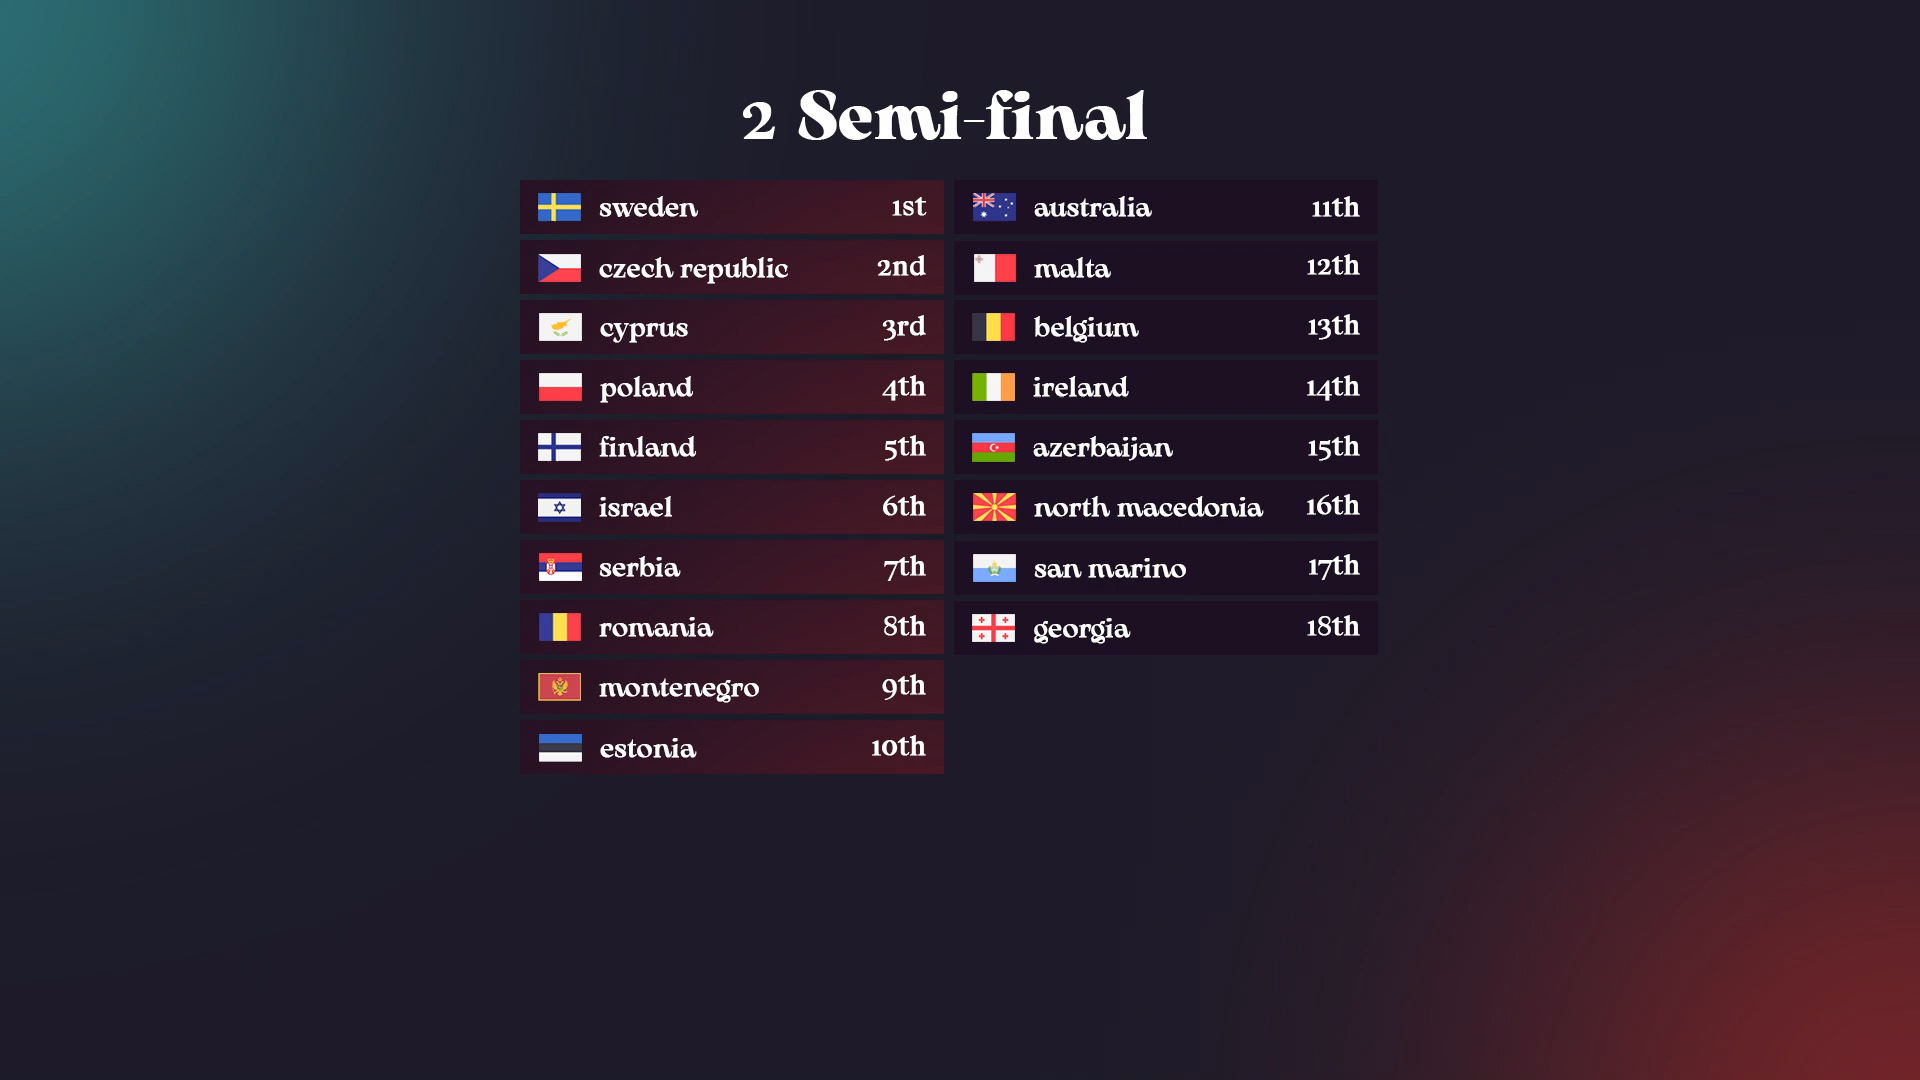 2 Semi-final
sweden 1st
czech republic 2nd
cyprus 3rd
poland 4th
finland 5th
israel 6th
serbia 7th
romania 8th
montenegro 9th
estonia 10th
australia 11th
malta 12th
belgium 13th
ireland 14th
azerbaijan 15th
north macedonia 16th
san marino 17th
georgia 18th